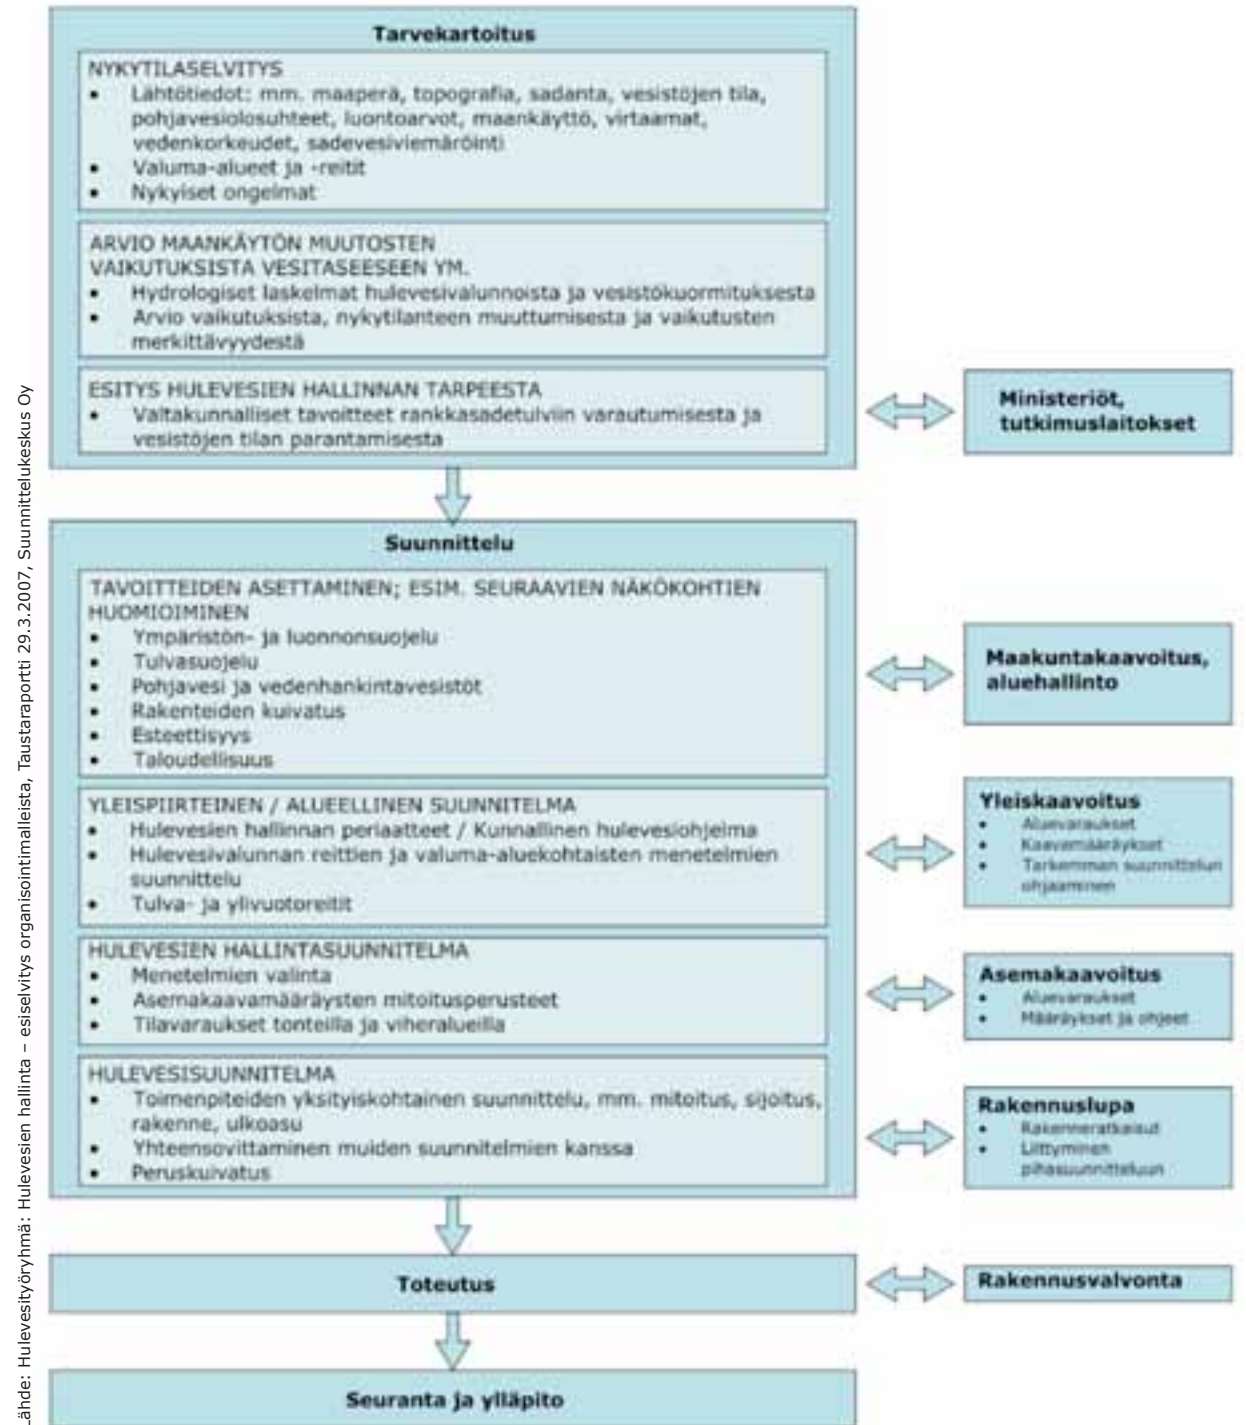 Tarvekartoitus
NYKYTILASELVITYS
• Lähtötiedot: mm. maaperä, topografia, sadanta, vesistöjen tila,
pohjavesiolosuhteet, luontoarvot, maankäyttö, virtaamat,
vedenkorkeudet, sadevesiviemäröinti
• Valuma-alueet ja -reitit
• Nykyiset ongelmat
ARVIO MAANKÄYTÖN MUUTOSTEN
VAIKUTUKSISTA VESITASEESEEN YM.
• Hydrologiset laskelmat hulevesivalunnoista ja vesistökuormituksesta
• Arvio vaikutuksista, nykytilanteen muuttumisesta ja vaikutusten
merkittävyydestä
ESITYS HULEVESIEN HALLINNAN TARPEESTA
• Valtakunnalliset tavoitteet rankkasadetulviin varautumisesta ja
vesistöjen tilan parantamisesta
Ministeriöt,
tutkimuslaitokset
Suunnittelu
TAVOITTEIDEN ASETTAMINEN; ESIM. SEURAAVIEN NÄKÖKOHTIEN
HUOMIOIMINEN
• Ympäristön- ja luonnonsuojelu
• Tulvasuojelu
• Pohjavesi ja vedenhankintavesistöt
• Rakenteiden kuivatus
• Esteettisyys
• Taloudellisuus
Maakuntakaavoitus,
aluehallinto
YLEISPIIRTEINEN / ALUEELLINEN SUUNNITELMA
• Hulevesien hallinnan periaatteet / Kunnallinen hulevesiohjelma
• Hulevesivalunnan reittien ja valuma-aluekohtaisten menetelmien
suunnittelu
• Tulva- ja ylivuotoreitit
Yleiskaavoitus
• Aluevaraukset
• Kaavamääräykset
• Tarkemman suunnittelun
ohjaaminen
HULEVESIEN HALLINTASUUNNITELMA
• Menetelmien valinta
• Asemakaavamääräysten mitoitusperusteet
• Tilavaraukset tonteilla ja viheralueilla
Asemakaavoitus
• Aluevaraukset
• Määräykset ja ohjeet
HULEVESISUUNNITELMA
• Toimenpiteiden yksityiskohtainen suunnittelu, mm. mitoitus, sijoitus,
rakenne, ulkoasu
• Yhteensovittaminen muiden suunnitelmien kanssa
• Peruskuivatus
Rakennuslupa
• Rakenneratkaisut
• Liittyminen
pihasuunnitteluun
Toteutus
Rakennusvalvonta
Seuranta ja ylläpito
Lähde: Hulevesityöryhmä: Hulevesien hallinta – esiselvitys organisointimalleista, Taustaraportti 29.3.2007, Suunnittelukeskus Oy